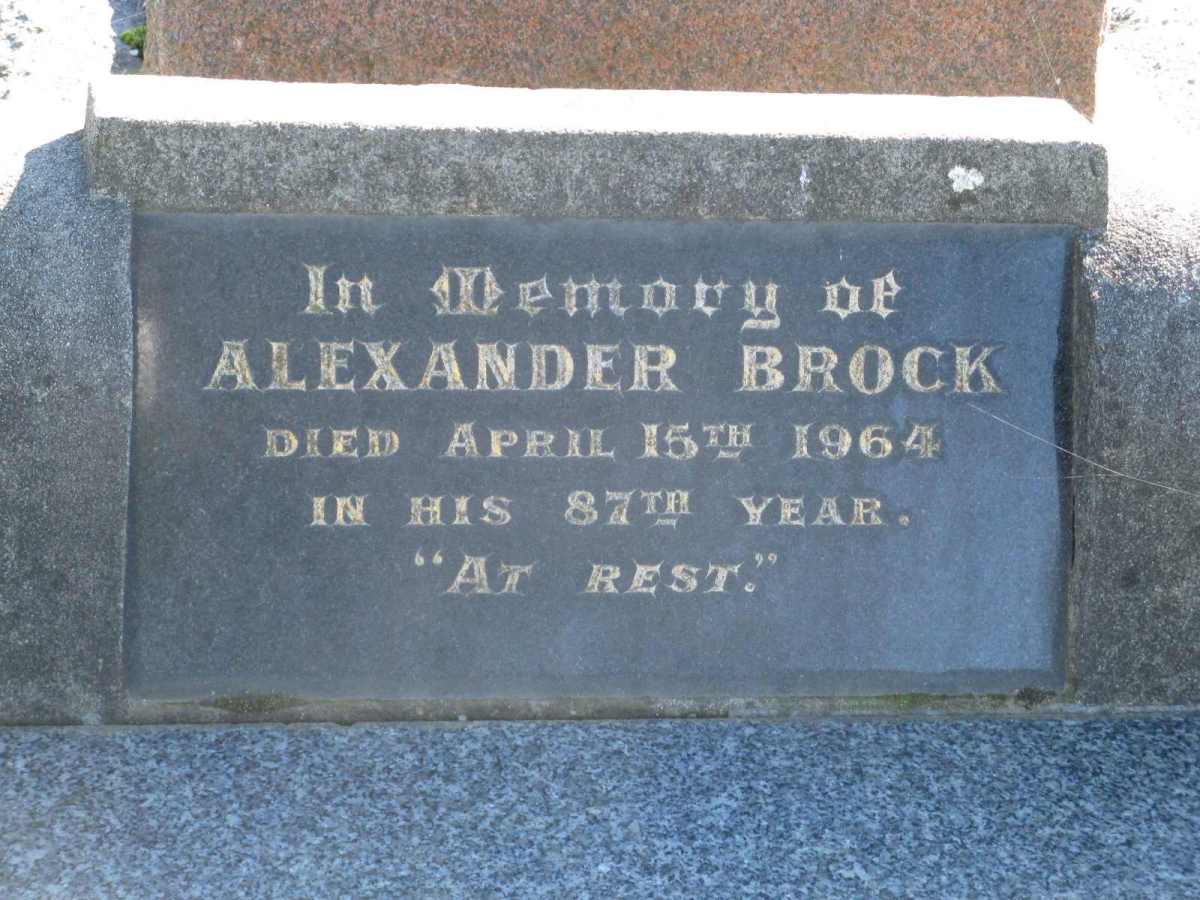 In Memory of
ALEXANDER BROCK
DIED APRIL 15TH 1964
IN HIS 87TH YEAR.
"AT REST."